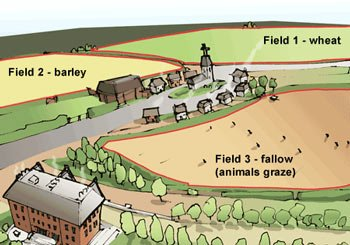 Field 1 - wheat
Field 2 - barley
Field 3 - fallow
(animals graze)